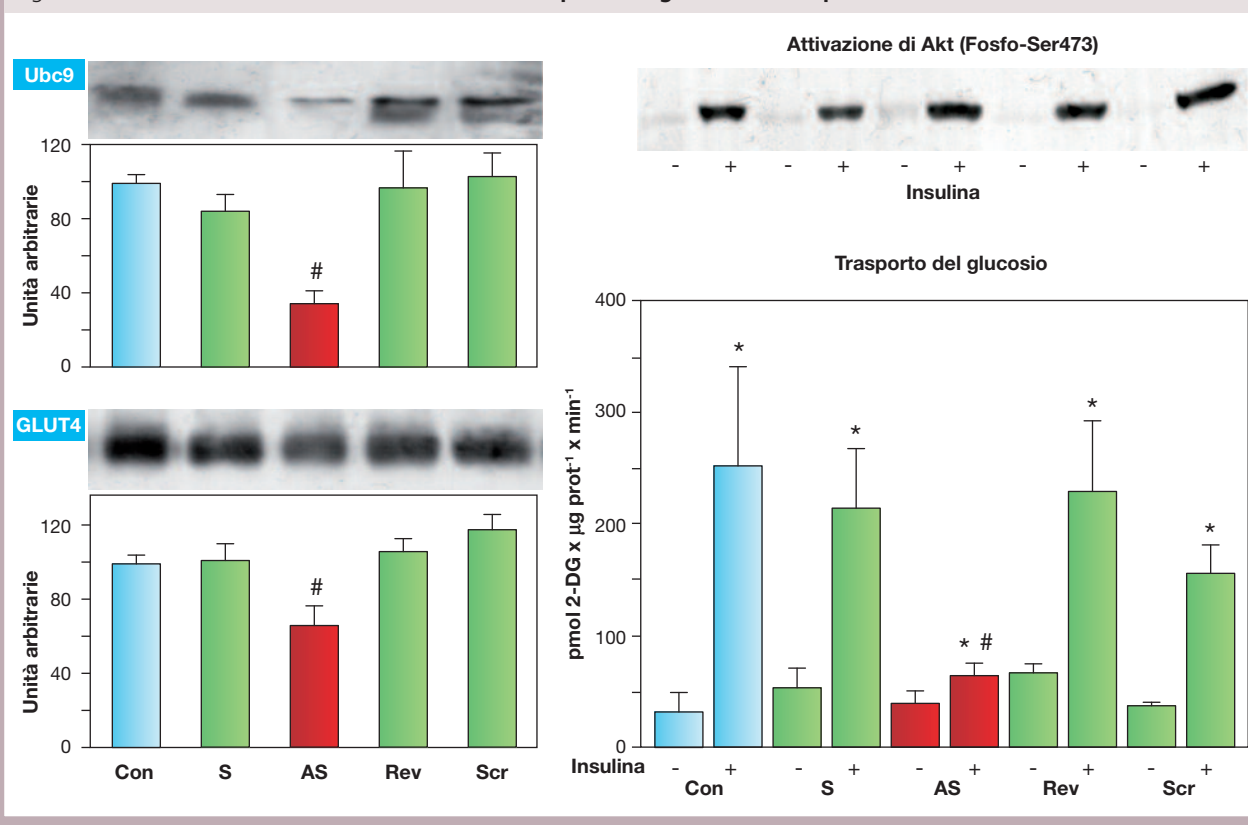 Ubc9
120
80
40
0
Unità arbitrarie
#
GLUT4
120
80
40
0
Unità arbitrarie
#
Con S AS Rev Scr
Attivazione di Akt (Fosfo-Ser473)
- + - + - + - + - +
Insulina
Trasporto del glucosio
400
300
200
100
0
pmol 2-DG x µg prot⁻¹ x min⁻¹
* * * # * *
Insulina - + - + - + - + - +
Con S AS Rev Scr